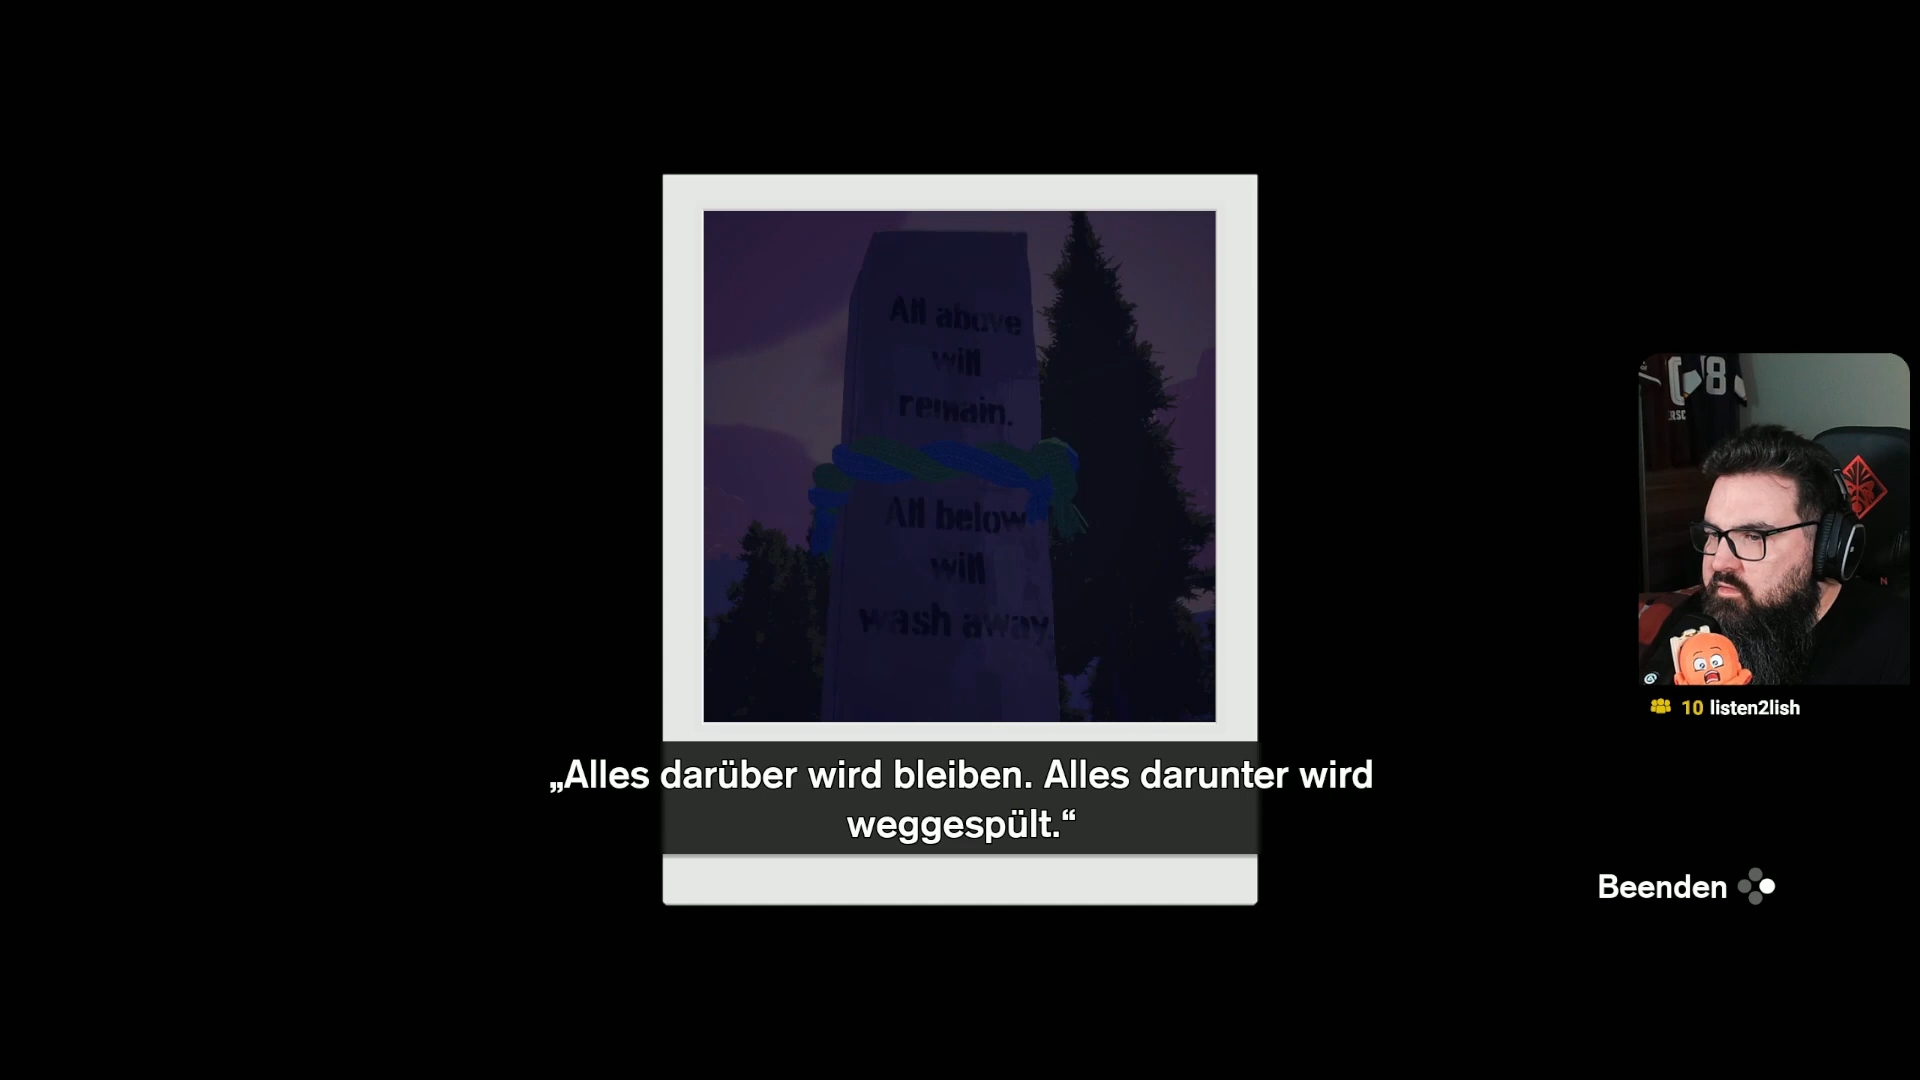 All above
will
remain.
All below
will
wash away.
„Alles darüber wird bleiben. Alles darunter wird
weggespült.“
8
10 listen2lish
Beenden